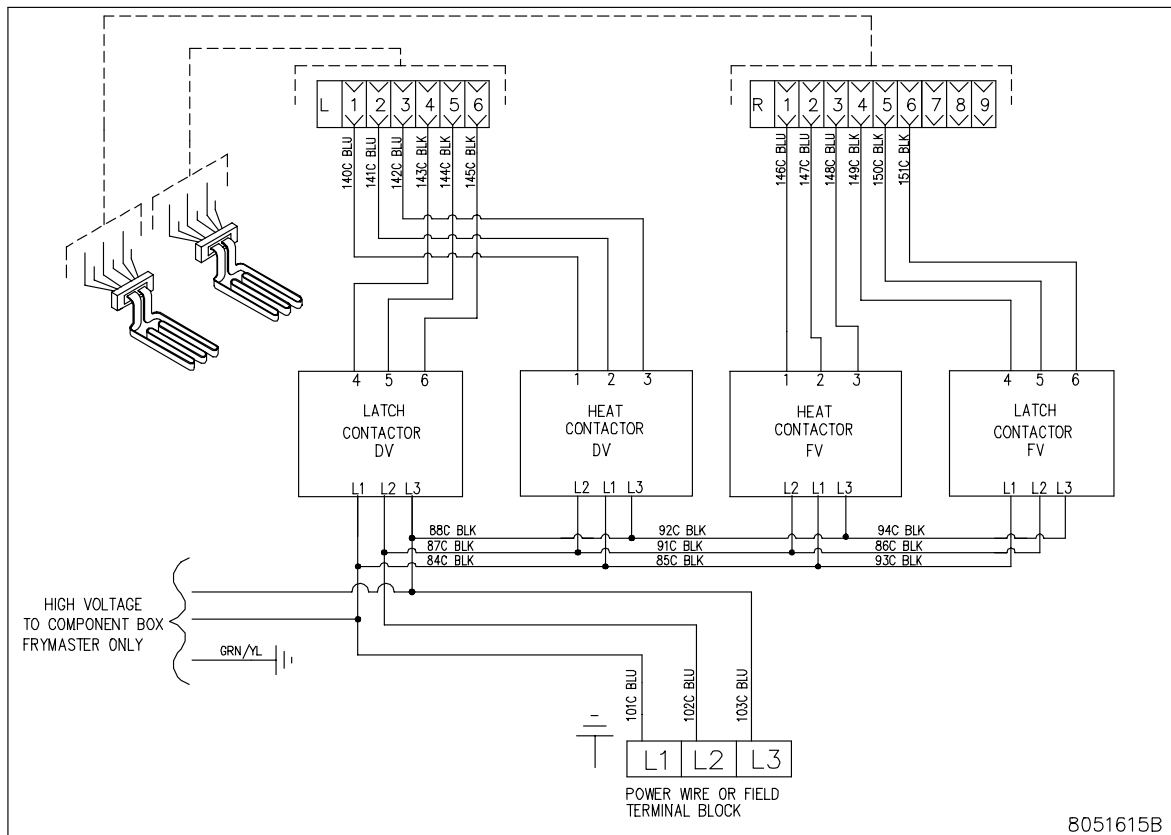 L 1 2 3 4 5 6
R 1 2 3 4 5 6 7 8 9
140C BLU
141C BLU
142C BLU
143C BLK
144C BLK
145C BLK
146C BLU
147C BLU
148C BLU
149C BLK
150C BLK
151C BLK
4 5 6
LATCH
CONTACTOR
DV
L1 L2 L3
1 2 3
HEAT
CONTACTOR
DV
L2 L1 L3
1 2 3
HEAT
CONTACTOR
FV
L2 L1 L3
4 5 6
LATCH
CONTACTOR
FV
L1 L2 L3
88C BLK 92C BLK 94C BLK
87C BLK 91C BLK 86C BLK
84C BLK 85C BLK 93C BLK
HIGH VOLTAGE
TO COMPONENT BOX
FRYMASTER ONLY
GRN/YL
101C BLU
102C BLU
103C BLU
L1 L2 L3
POWER WIRE OR FIELD
TERMINAL BLOCK
8051615B